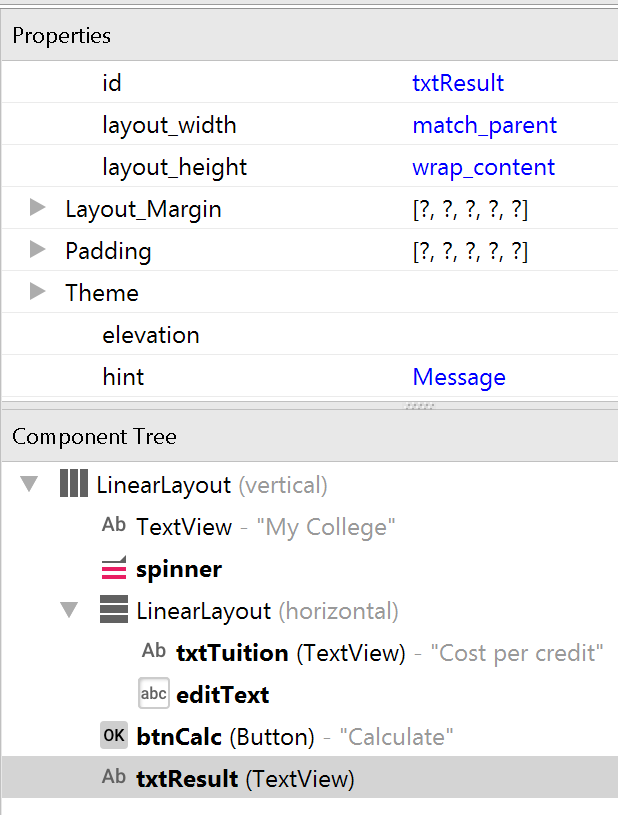 Properties
id txtResult
layout_width match_parent
layout_height wrap_content
Layout_Margin [?, ?, ?, ?, ?]
Padding [?, ?, ?, ?, ?]
Theme
elevation
hint Message
Component Tree
LinearLayout (vertical)
Ab TextView - "My College"
spinner
LinearLayout (horizontal)
Ab txtTuition (TextView) - "Cost per credit"
abc editText
OK btnCalc (Button) - "Calculate"
Ab txtResult (TextView)